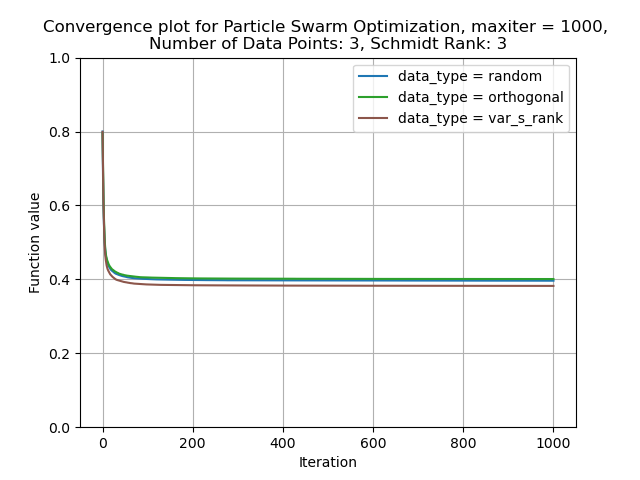 Convergence plot for Particle Swarm Optimization, maxiter = 1000,
Number of Data Points: 3, Schmidt Rank: 3
data_type = random
data_type = orthogonal
data_type = var_s_rank
Function value
1.0
0.8
0.6
0.4
0.2
0.0
0 200 400 600 800 1000
Iteration